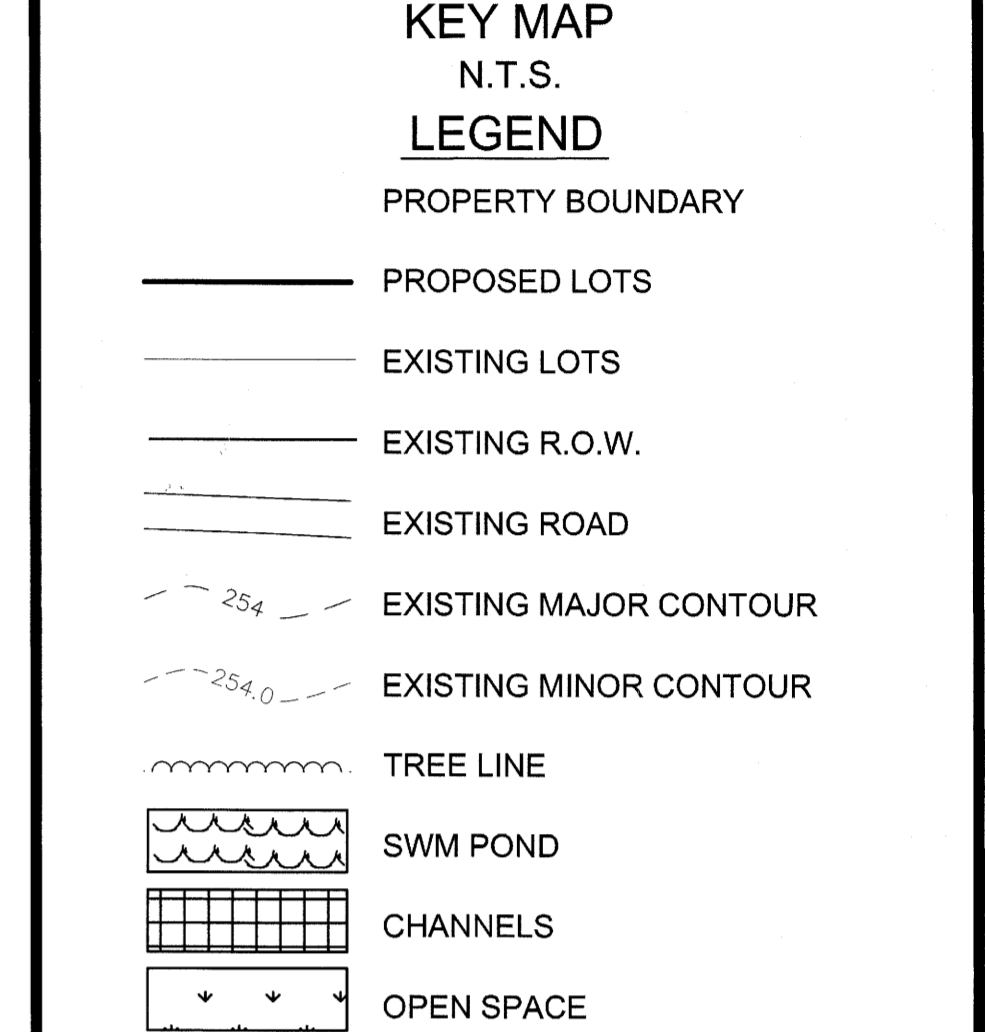 KEY MAP
N.T.S.
LEGEND
PROPERTY BOUNDARY
PROPOSED LOTS
EXISTING LOTS
EXISTING R.O.W.
EXISTING ROAD
254 EXISTING MAJOR CONTOUR
254.0 EXISTING MINOR CONTOUR
TREE LINE
SWM POND
CHANNELS
OPEN SPACE